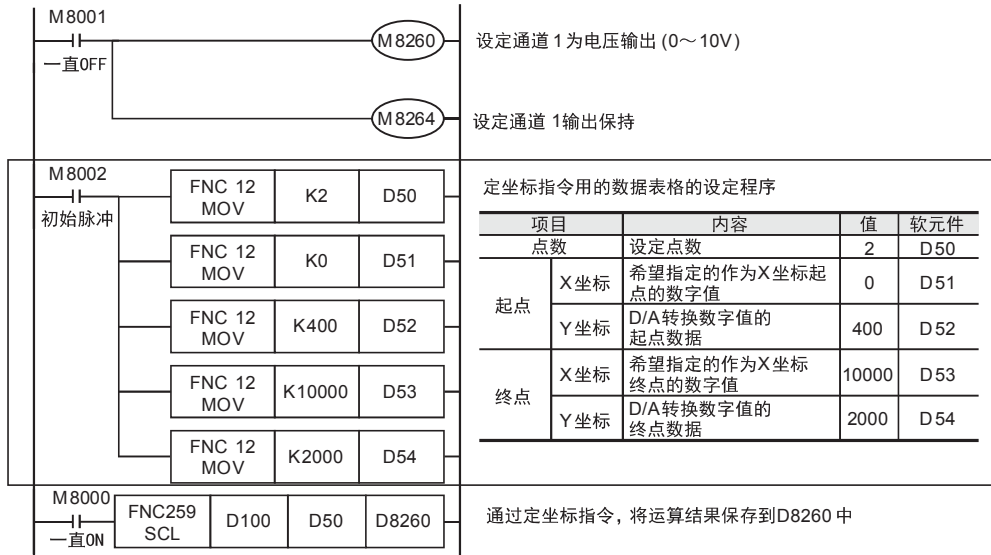 M8001
一直OFF
M8260
设定通道1为电压输出 (0～10V)
M8264
设定通道 1输出保持
M8002
初始脉冲
FNC 12 MOV K2 D50
FNC 12 MOV K0 D51
FNC 12 MOV K400 D52
FNC 12 MOV K10000 D53
FNC 12 MOV K2000 D54
定坐标指令用的数据表格的设定程序
项目 内容 值 软元件
点数 设定点数 2 D50
起点 X坐标 希望指定的作为X坐标起点的数字值 0 D51
Y坐标 D/A转换数字值的起点数据 400 D52
终点 X坐标 希望指定的作为X坐标终点的数字值 10000 D53
Y坐标 D/A转换数字值的终点数据 2000 D54
M8000
一直ON
FNC259 SCL D100 D50 D8260
通过定坐标指令，将运算结果保存到D8260 中